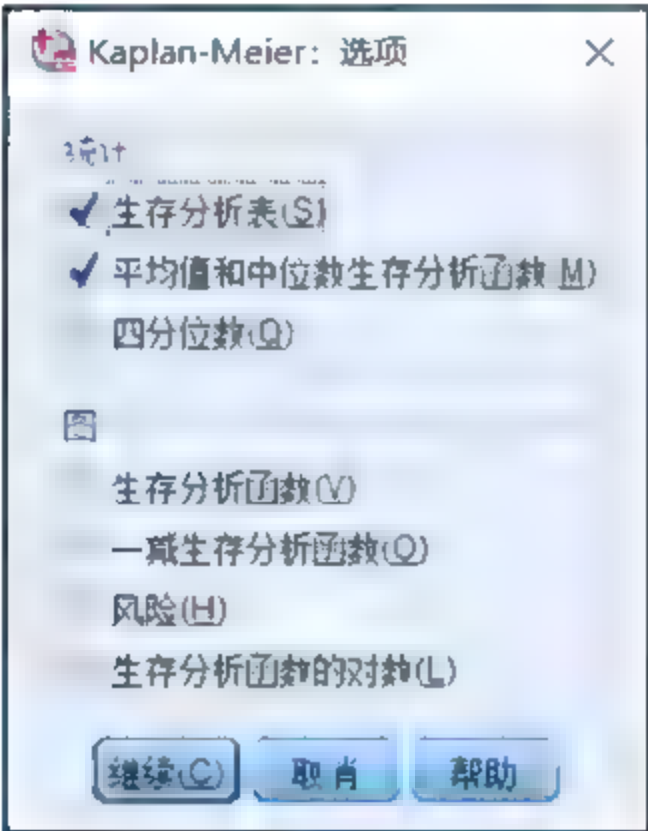 Kaplan-Meier: 选项
统计
生存分析表(S)
平均值和中位数生存分析函数 M)
四分位数(Q)
图
生存分析函数(V)
一减生存分析函数(O)
风险(H)
生存分析函数的对数(L)
继续(C)
取消
帮助